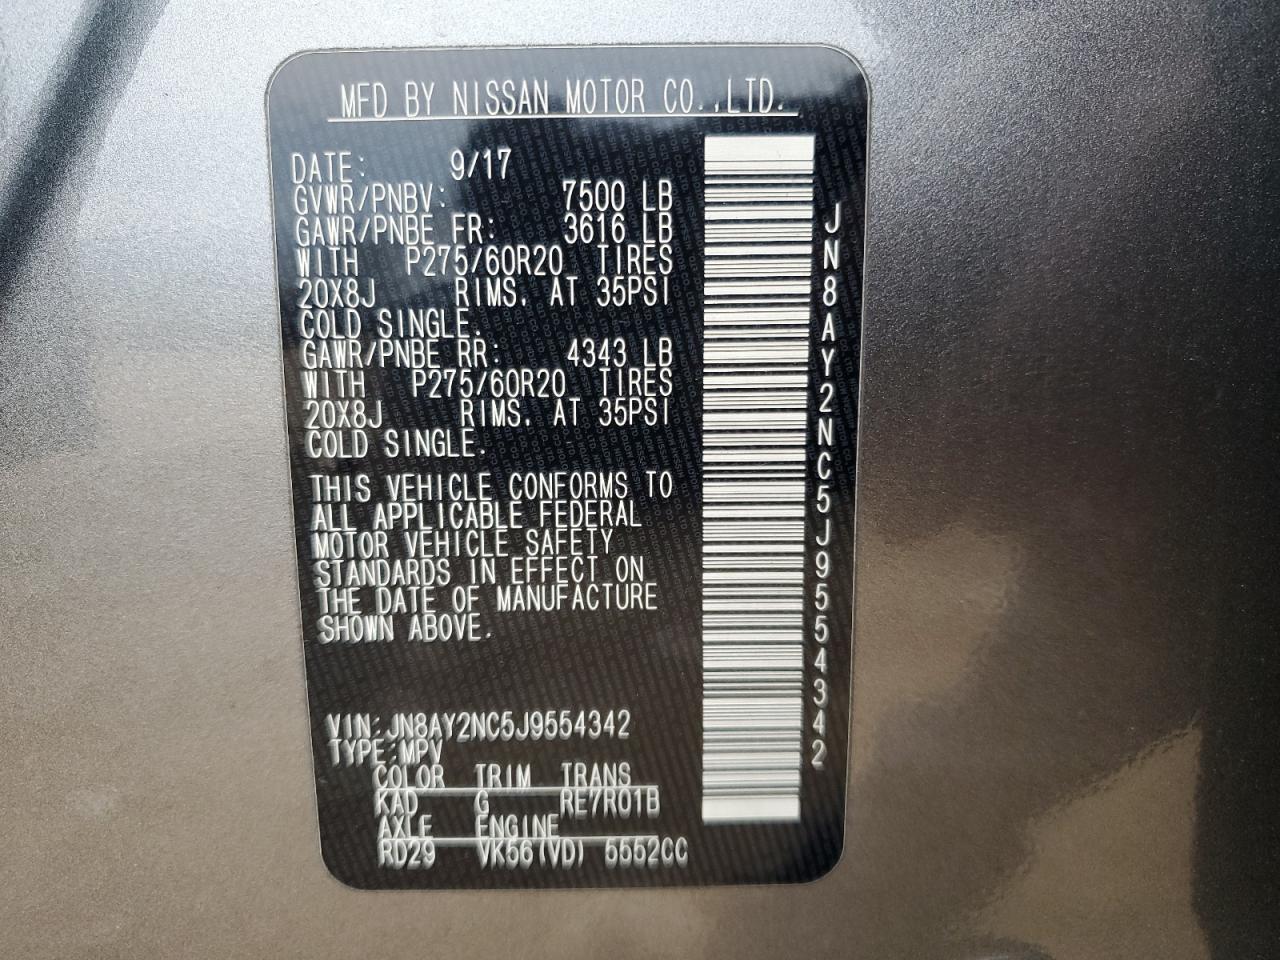 MFD BY NISSAN MOTOR CO.,LTD.
DATE: 9/17
GVWR/PNBV: 7500 LB
GAWR/PNBE FR: 3616 LB
WITH P275/60R20 TIRES
20X8J RIMS. AT 35PSI
COLD SINGLE.
GAWR/PNBE RR: 4343 LB
WITH P275/60R20 TIRES
20X8J RIMS. AT 35PSI
COLD SINGLE.
THIS VEHICLE CONFORMS TO
ALL APPLICABLE FEDERAL
MOTOR VEHICLE SAFETY
STANDARDS IN EFFECT ON
THE DATE OF MANUFACTURE
SHOWN ABOVE.
VIN:JN8AY2NC5J9554342
TYPE:MPV
COLOR TRIM TRANS
KAD G RE7R01B
AXLE ENGINE
RD29 VK56(VD) 5552CC
JN8AY2NC5J9554342